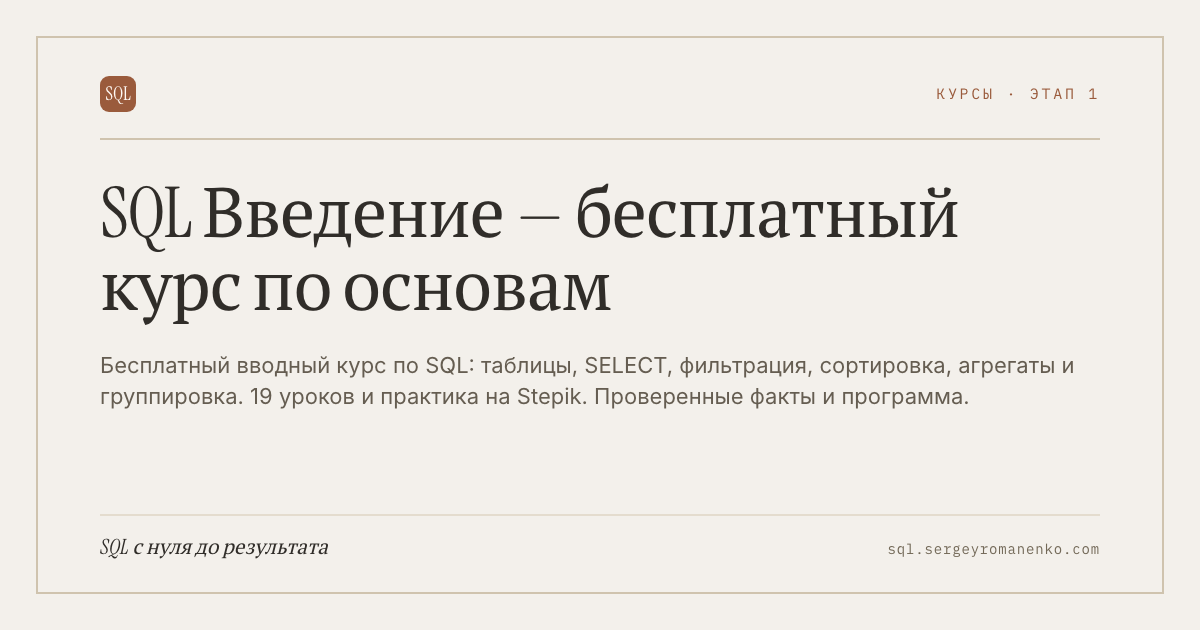 SQL
КУРСЫ · ЭТАП 1
SQL Введение — бесплатный
курс по основам
Бесплатный вводный курс по SQL: таблицы, SELECT, фильтрация, сортировка, агрегаты и
группировка. 19 уроков и практика на Stepik. Проверенные факты и программа.
SQL с нуля до результата
sql.sergeyromanenko.com